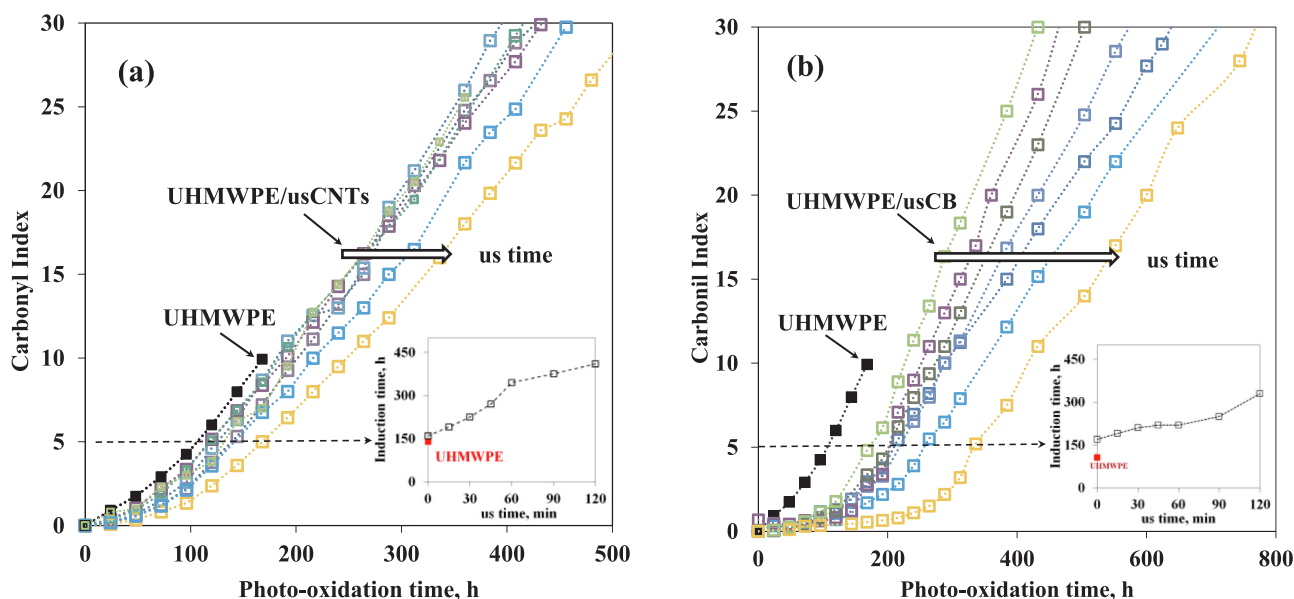 (a)
Carbonyl Index
30
25
20
15
10
5
0
UHMWPE/usCNTs
us time
UHMWPE
Induction time, h
450
300
150
0
UHMWPE
0 30 60 90 120
us time, min
0 100 200 300 400 500
Photo-oxidation time, h
(b)
Carbonil Index
30
25
20
15
10
5
0
UHMWPE/usCB
us time
UHMWPE
Induction time, h
450
300
150
0
UHMWPE
0 30 60 90 120
us time, min
0 200 400 600 800
Photo-oxidation time, h